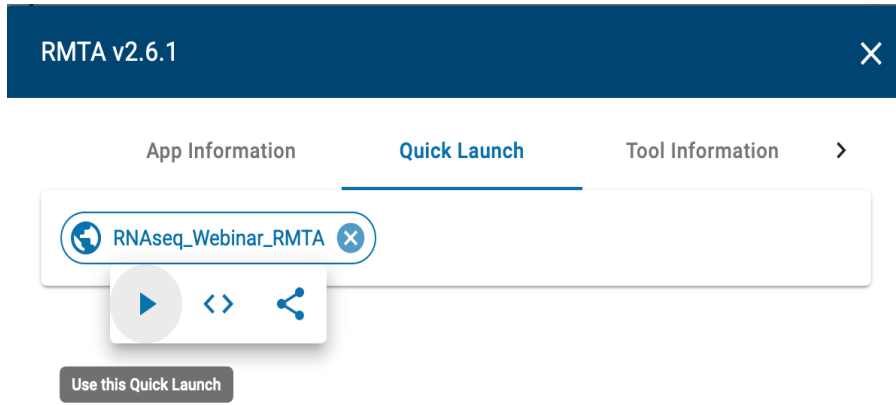 RMTA v2.6.1
App Information
Quick Launch
Tool Information
RNAseq_Webinar_RMTA
Use this Quick Launch